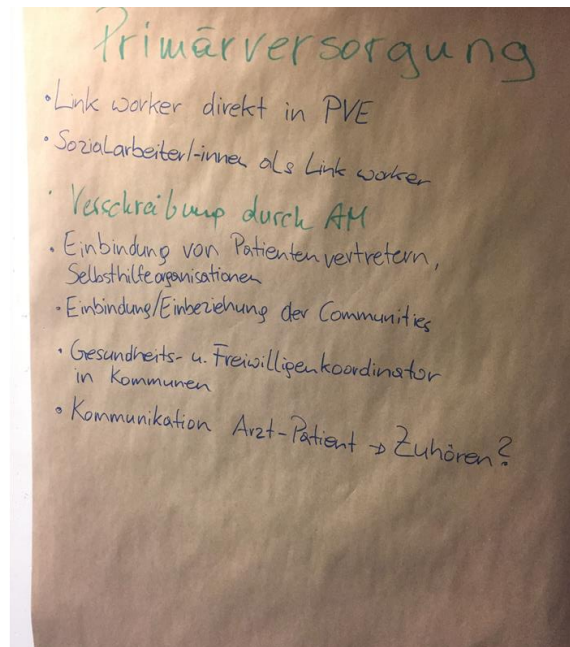 Primärversorgung
• Link worker direkt in PVE
• Sozialarbeiter/-innen als Link worker
• Verschreibung durch AM
• Einbindung von Patientenvertretern,
Selbsthilfeorganisationen
• Einbindung/Einbeziehung der Communities
• Gesundheits- u. Freiwilligenkoordinator
in Kommunen
• Kommunikation Arzt-Patient → Zuhören?